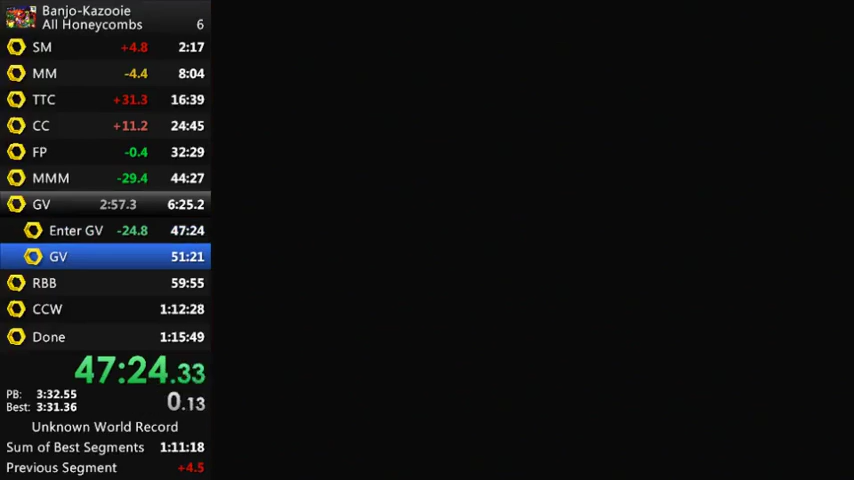 Banjo-Kazooie
All Honeycombs 6
SM +4.8 2:17
MM -4.4 8:04
TTC +31.3 16:39
CC +11.2 24:45
FP -0.4 32:29
MMM -29.4 44:27
GV 2:57.3 6:25.2
Enter GV -24.8 47:24
GV 51:21
RBB 59:55
CCW 1:12:28
Done 1:15:49
47:24.33
PB: 3:32.55
Best: 3:31.36
0.13
Unknown World Record
Sum of Best Segments 1:11:18
Previous Segment +4.5